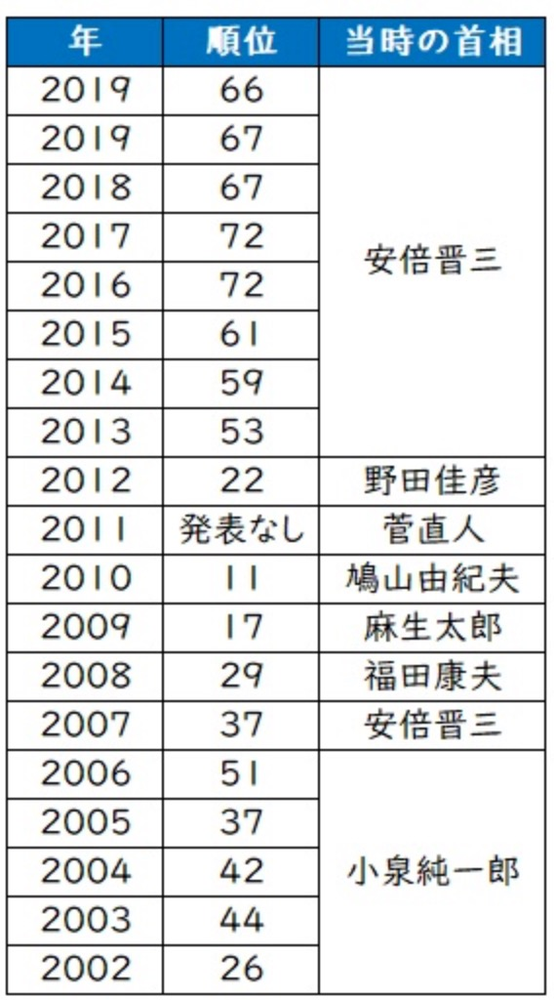 年 順位 当時の首相
2019 66
2019 67
2018 67
2017 72
安倍晋三
2016 72
2015 61
2014 59
2013 53
2012 22 野田佳彦
2011 発表なし 菅直人
2010 11 鳩山由紀夫
2009 17 麻生太郎
2008 29 福田康夫
2007 37 安倍晋三
2006 51
2005 37
2004 42 小泉純一郎
2003 44
2002 26